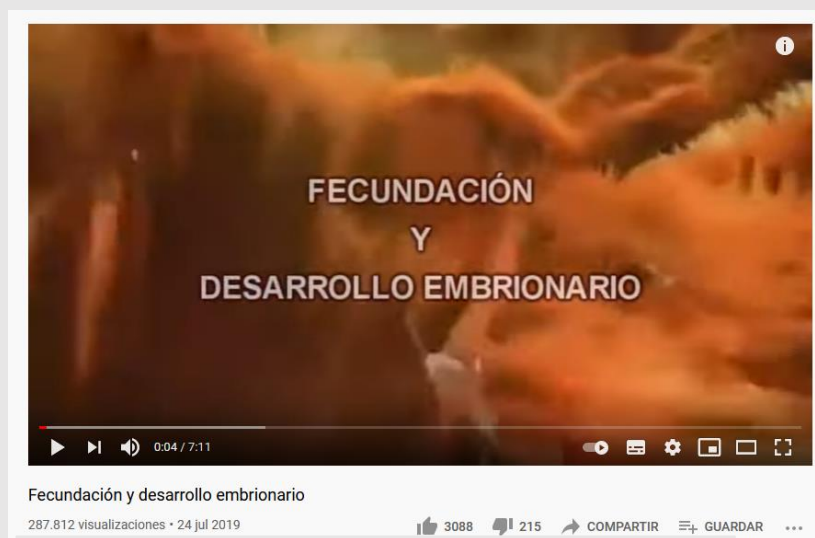 FECUNDACIÓN
Y
DESARROLLO EMBRIONARIO
0:04 / 7:11
Fecundación y desarrollo embrionario
287.812 visualizaciones • 24 jul 2019
3088 215 COMPARTIR GUARDAR